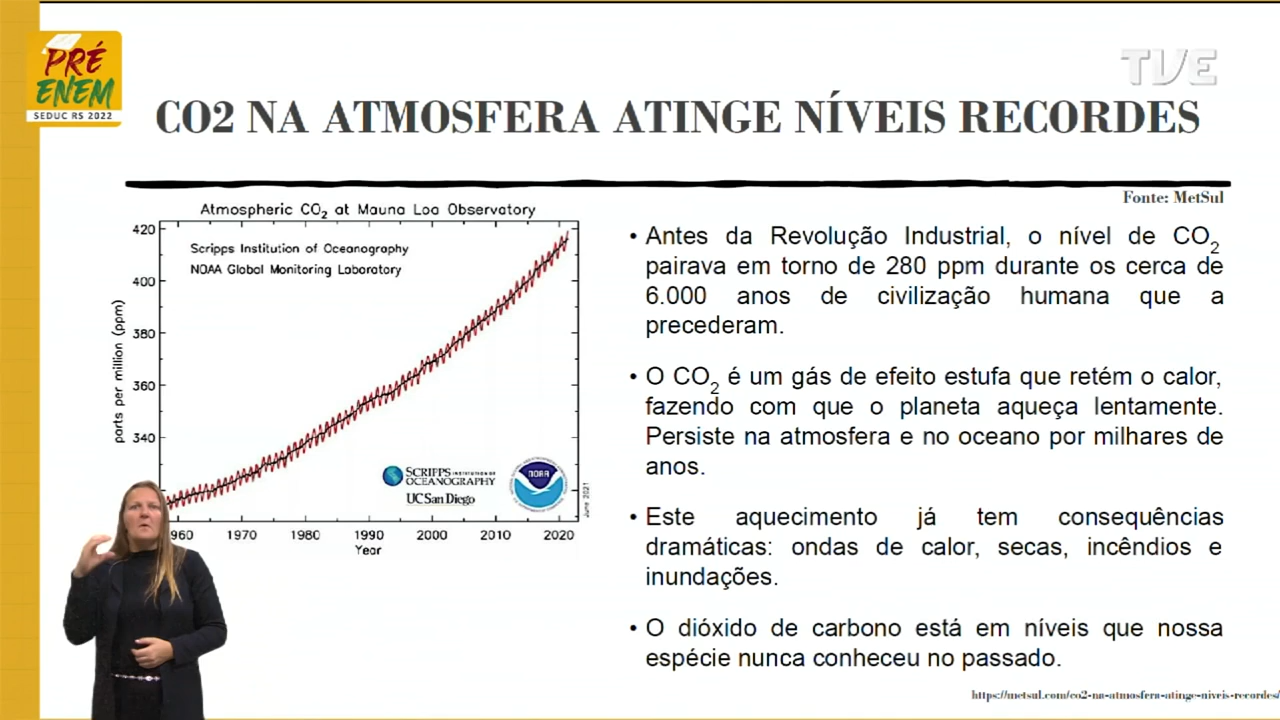 PRÉ
ENEM
SEDUC RS 2022
TVE
CO2 NA ATMOSFERA ATINGE NÍVEIS RECORDES
Fonte: MetSul
Atmospheric CO2 at Mauna Loa Observatory
Scripps Institution of Oceanography
NOAA Global Monitoring Laboratory
parts per million (ppm)
420
400
380
360
340
SCRIPPS INSTITUTION OF
OCEANOGRAPHY
UC San Diego
NOAA
June 2021
960 1970 1980 1990 2000 2010 2020
Year
• Antes da Revolução Industrial, o nível de CO2
pairava em torno de 280 ppm durante os cerca de
6.000 anos de civilização humana que a
precederam.
• O CO2 é um gás de efeito estufa que retém o calor,
fazendo com que o planeta aqueça lentamente.
Persiste na atmosfera e no oceano por milhares de
anos.
• Este aquecimento já tem consequências
dramáticas: ondas de calor, secas, incêndios e
inundações.
• O dióxido de carbono está em níveis que nossa
espécie nunca conheceu no passado.
https://metsul.com/co2-na-atmosfera-atinge-niveis-recordes/